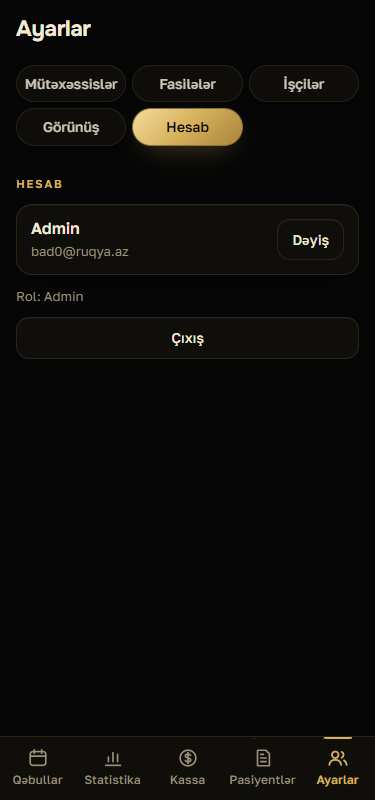 Ayarlar
Mütəxəssislər
Fasilələr
İşçilər
Görünüş
Hesab
HESAB
Admin
bad0@ruqya.az
Dəyiş
Rol: Admin
Çıxış
Qəbullar
Statistika
Kassa
Pasiyentlər
Ayarlar